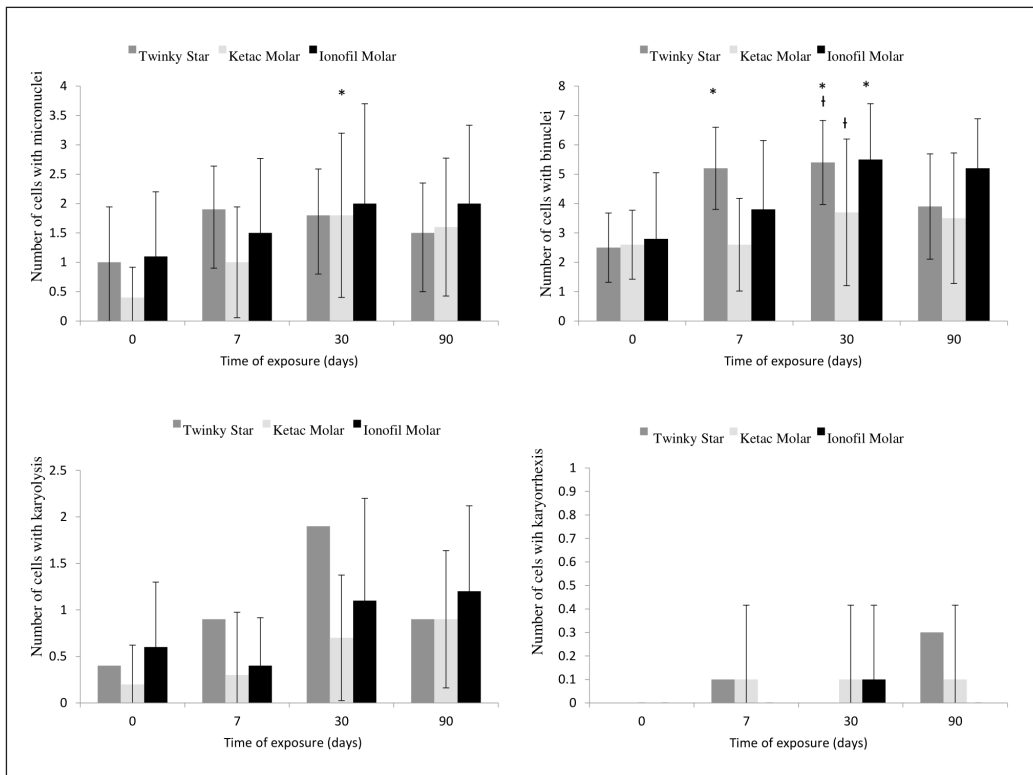 Twinky Star Ketac Molar Ionofil Molar
Number of cells with micronuclei
4
3.5
3
2.5
2
1.5
1
0.5
0
*
0 7 30 90
Time of exposure (days)
Twinky Star Ketac Molar Ionofil Molar
Number of cells with binuclei
8
7
6
5
4
3
2
1
0
* * *
† †
0 7 30 90
Time of exposure (days)
Twinky Star Ketac Molar Ionofil Molar
Number of cells with karyolysis
2.5
2
1.5
1
0.5
0
0 7 30 90
Time of exposure (days)
Twinky Star Ketac Molar Ionofil Molar
Number of cels wih karyorrhexis
1
0.9
0.8
0.7
0.6
0.5
0.4
0.3
0.2
0.1
0
0 7 30 90
Time of exposure (days)